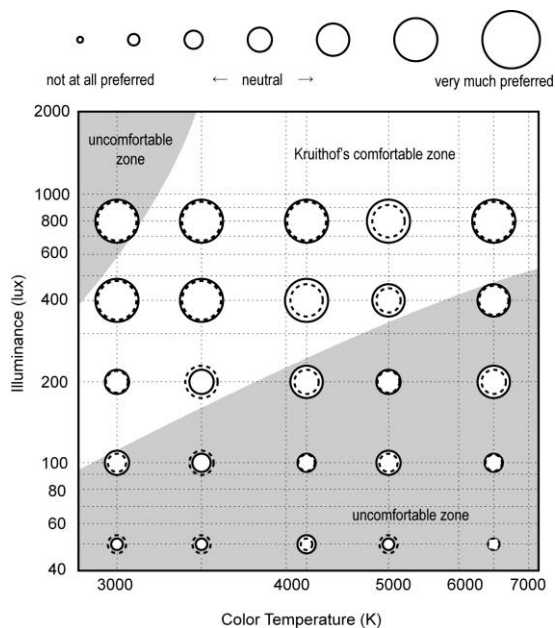 not at all preferred
← neutral →
very much preferred
2000
1000
800
600
400
200
100
80
60
40
Illuminance (lux)
uncomfortable
zone
Kruithof's comfortable zone
uncomfortable zone
3000
4000
5000
6000
7000
Color Temperature (K)